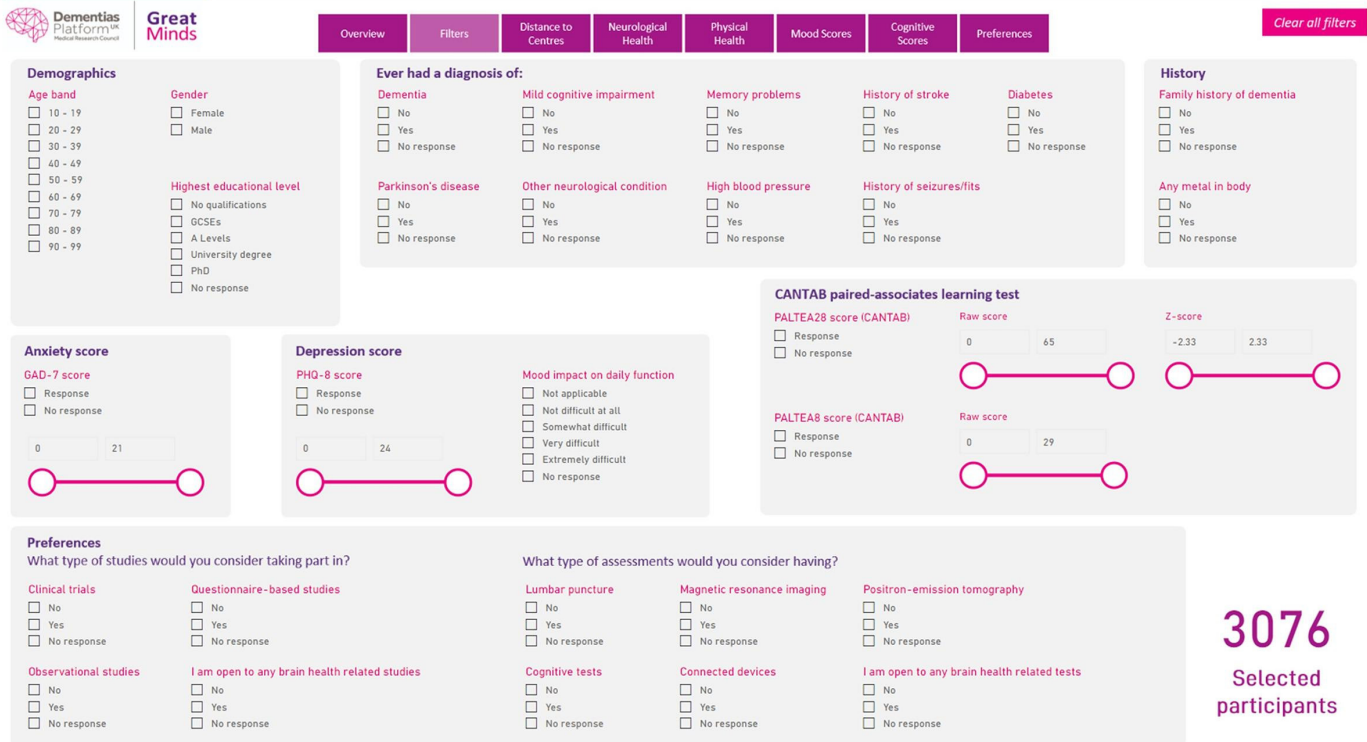 Dementias
Platform UK
Medical Research Council
Great
Minds
Overview
Filters
Distance to
Centres
Neurological
Health
Physical
Health
Mood Scores
Cognitive
Scores
Preferences
Clear all filters
Demographics
Age band
10 - 19
20 - 29
30 - 39
40 - 49
50 - 59
60 - 69
70 - 79
80 - 89
90 - 99
Gender
Female
Male
Highest educational level
No qualifications
GCSEs
A Levels
University degree
PhD
No response
Ever had a diagnosis of:
Dementia
No
Yes
No response
Mild cognitive impairment
No
Yes
No response
Memory problems
No
Yes
No response
History of stroke
No
Yes
No response
Diabetes
No
Yes
No response
Parkinson's disease
No
Yes
No response
Other neurological condition
No
Yes
No response
High blood pressure
No
Yes
No response
History of seizures/fits
No
Yes
No response
History
Family history of dementia
No
Yes
No response
Any metal in body
No
Yes
No response
Anxiety score
GAD-7 score
Response
No response
0 21
Depression score
PHQ-8 score
Response
No response
0 24
Mood impact on daily function
Not applicable
Not difficult at all
Somewhat difficult
Very difficult
Extremely difficult
No response
CANTAB paired-associates learning test
PALTEA28 score (CANTAB)
Response
No response
Raw score
0 65
Z-score
-2.33 2.33
PALTEA8 score (CANTAB)
Response
No response
Raw score
0 29
Preferences
What type of studies would you consider taking part in?
Clinical trials
No
Yes
No response
Questionnaire-based studies
No
Yes
No response
Observational studies
No
Yes
No response
I am open to any brain health related studies
No
Yes
No response
What type of assessments would you consider having?
Lumbar puncture
No
Yes
No response
Magnetic resonance imaging
No
Yes
No response
Positron-emission tomography
No
Yes
No response
Cognitive tests
No
Yes
No response
Connected devices
No
Yes
No response
I am open to any brain health related tests
No
Yes
No response
3076
Selected
participants